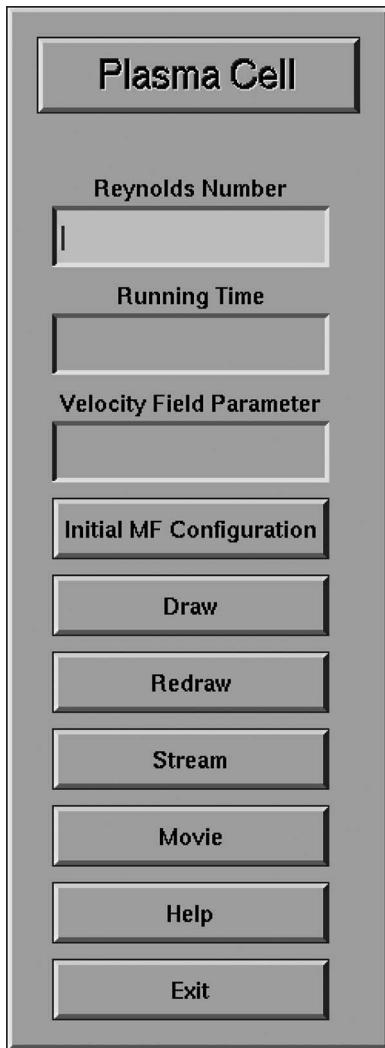 Plasma Cell
Reynolds Number
Running Time
Velocity Field Parameter
Initial MF Configuration
Draw
Redraw
Stream
Movie
Help
Exit